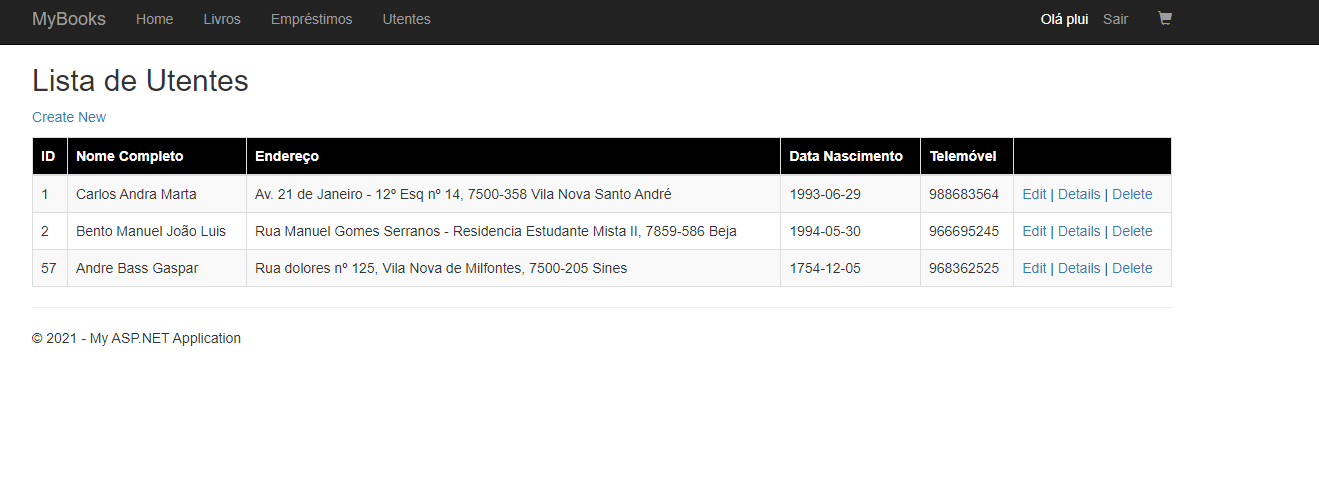 MyBooks Home Livros Empréstimos Utentes Olá plui Sair
Lista de Utentes
Create New
ID Nome Completo Endereço Data Nascimento Telemóvel
1 Carlos Andra Marta Av. 21 de Janeiro - 12º Esq nº 14, 7500-358 Vila Nova Santo André 1993-06-29 988683564 Edit | Details | Delete
2 Bento Manuel João Luis Rua Manuel Gomes Serranos - Residencia Estudante Mista II, 7859-586 Beja 1994-05-30 966695245 Edit | Details | Delete
57 Andre Bass Gaspar Rua dolores nº 125, Vila Nova de Milfontes, 7500-205 Sines 1754-12-05 968362525 Edit | Details | Delete
© 2021 - My ASP.NET Application